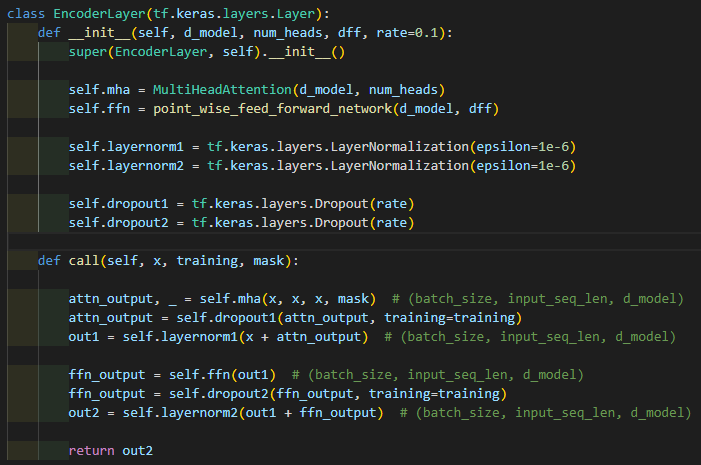 class EncoderLayer(tf.keras.layers.Layer):
    def __init__(self, d_model, num_heads, dff, rate=0.1):
        super(EncoderLayer, self).__init__()

        self.mha = MultiHeadAttention(d_model, num_heads)
        self.ffn = point_wise_feed_forward_network(d_model, dff)

        self.layernorm1 = tf.keras.layers.LayerNormalization(epsilon=1e-6)
        self.layernorm2 = tf.keras.layers.LayerNormalization(epsilon=1e-6)

        self.dropout1 = tf.keras.layers.Dropout(rate)
        self.dropout2 = tf.keras.layers.Dropout(rate)

    def call(self, x, training, mask):

        attn_output, _ = self.mha(x, x, x, mask)  # (batch_size, input_seq_len, d_model)
        attn_output = self.dropout1(attn_output, training=training)
        out1 = self.layernorm1(x + attn_output)  # (batch_size, input_seq_len, d_model)

        ffn_output = self.ffn(out1)  # (batch_size, input_seq_len, d_model)
        ffn_output = self.dropout2(ffn_output, training=training)
        out2 = self.layernorm2(out1 + ffn_output)  # (batch_size, input_seq_len, d_model)

        return out2